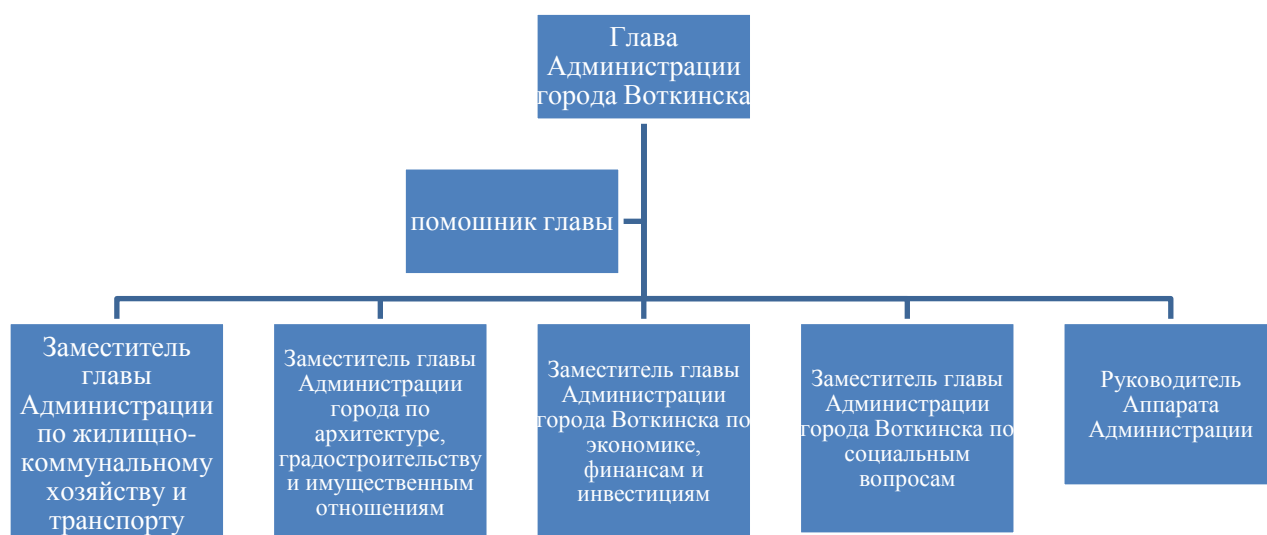 Глава
Администрации
города Воткинска
помошник главы
Заместитель
главы
Администрации
по жилищно-
коммунальному
хозяйству и
транспорту
Заместитель главы
Администрации
города по
архитектуре,
градостроительству
и имущественным
отношениям
Заместитель главы
Администрации
города Воткинска по
экономике,
финансам и
инвестициям
Заместитель главы
Администрации
города Воткинска по
социальным
вопросам
Руководитель
Аппарата
Администрации